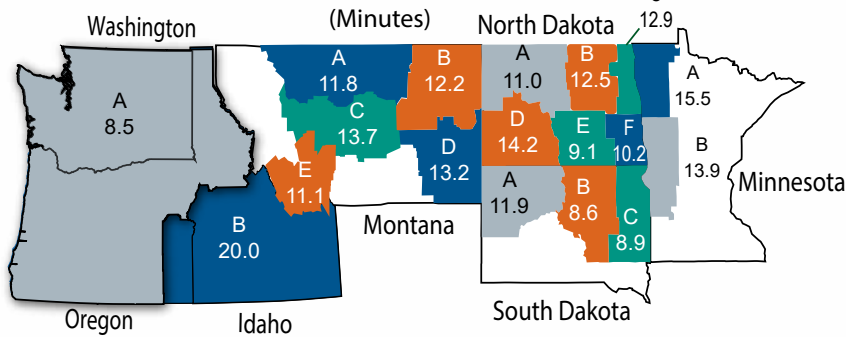 12.9
(Minutes)
North Dakota
Washington
A
8.5
A
11.8
B
12.2
A
11.0
B
12.5
A
15.5
C
13.7
D
14.2
E
9.1
F
10.2
B
13.9
D
13.2
E
11.1
A
11.9
B
8.6
C
8.9
Minnesota
B
20.0
Montana
South Dakota
Oregon
Idaho